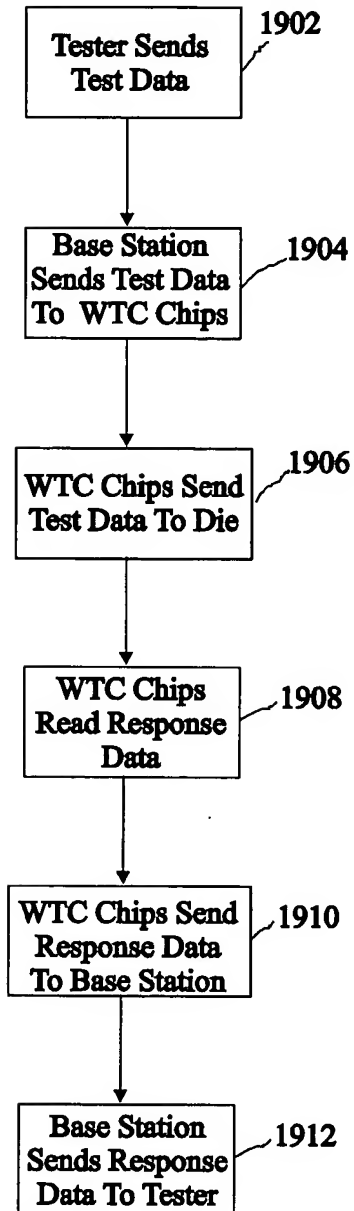 Tester Sends
Test Data
1902
Base Station
Sends Test Data
To WTC Chips
1904
WTC Chips Send
Test Data To Die
1906
WTC Chips
Read Response
Data
1908
WTC Chips Send
Response Data
To Base Station
1910
Base Station
Sends Response
Data To Tester
1912